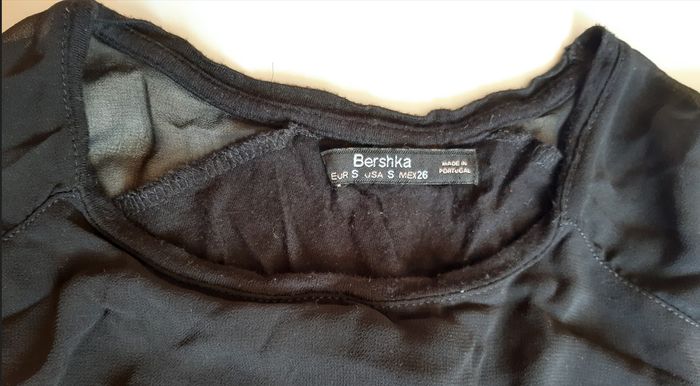 Bershka
EUR S USA S MEX26
MADE IN
PORTUGAL